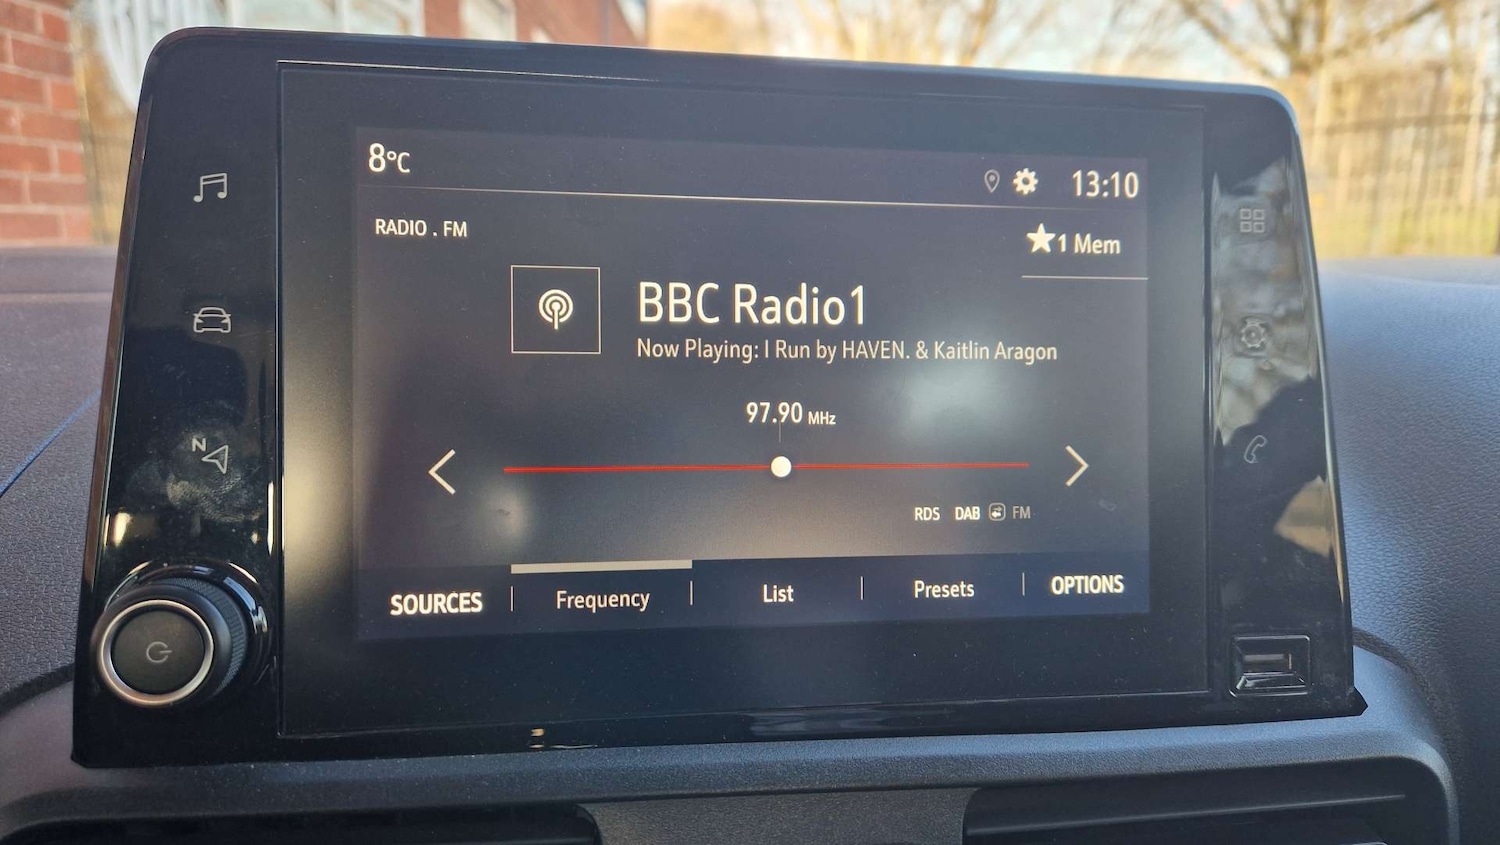 8°C
13:10
RADIO . FM
1 Mem
BBC Radio1
Now Playing: I Run by HAVEN. & Kaitlin Aragon
97.90 MHz
N
RDS DAB FM
SOURCES Frequency List Presets OPTIONS